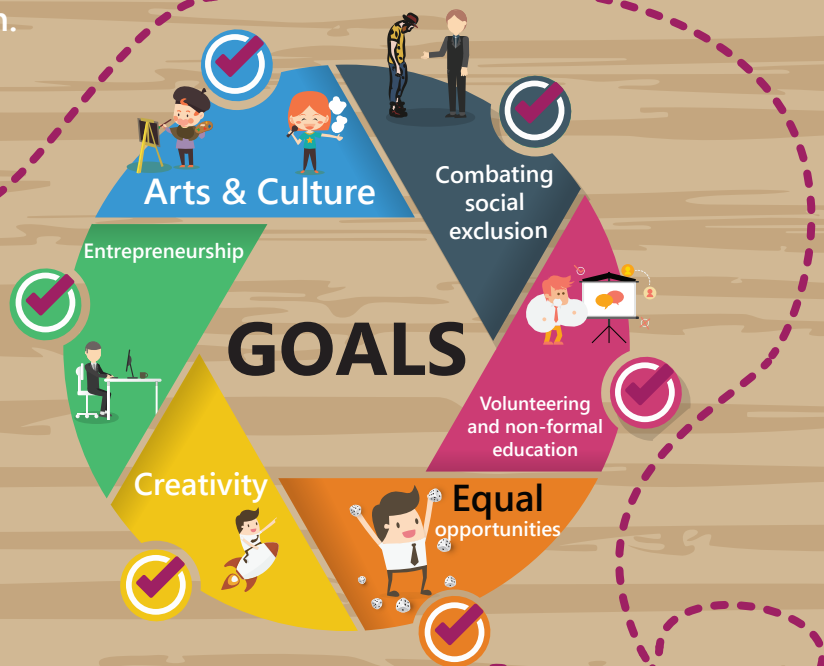 n.
Arts & Culture
Combating
social
exclusion
Entrepreneurship
GOALS
Volunteering
and non-formal
education
Creativity
Equal
opportunities